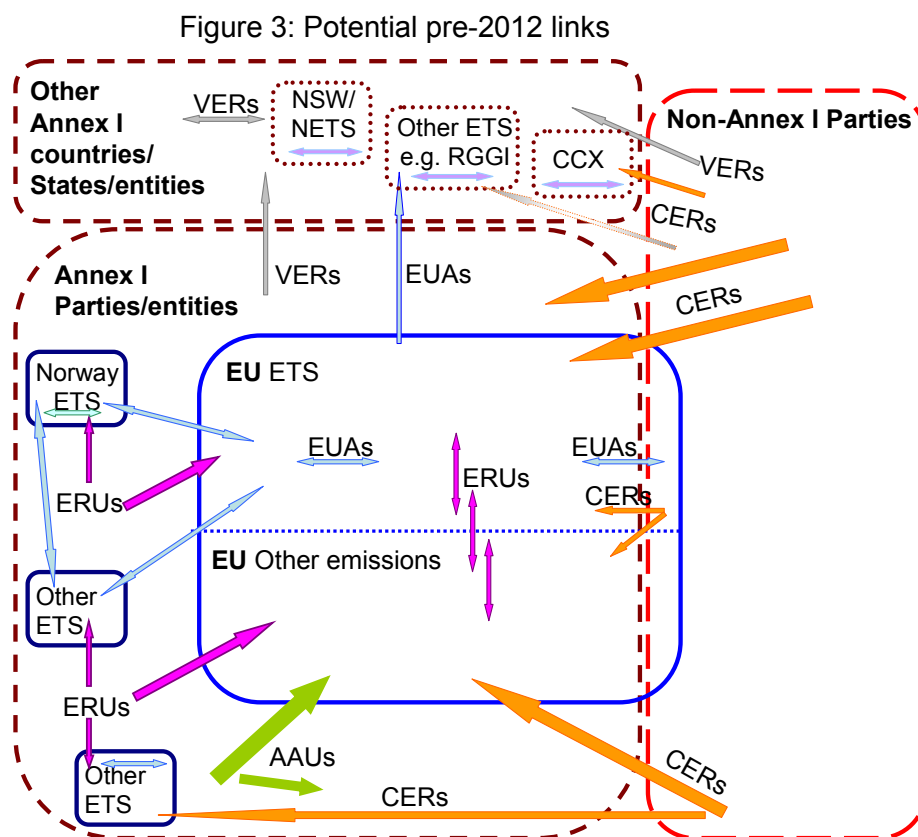 Figure 3: Potential pre-2012 links
Other
Annex I
countries/
States/entities
VERs
NSW/
NETS
Other ETS
e.g. RGGI
CCX
Non-Annex I Parties
VERs
CERs
Annex I
Parties/entities
VERs
EUAs
CERs
Norway
ETS
EU ETS
EUAs
ERUs
EUAs
CERs
ERUs
EU Other emissions
Other
ETS
ERUs
AAUs
Other
ETS
CERs
CERs